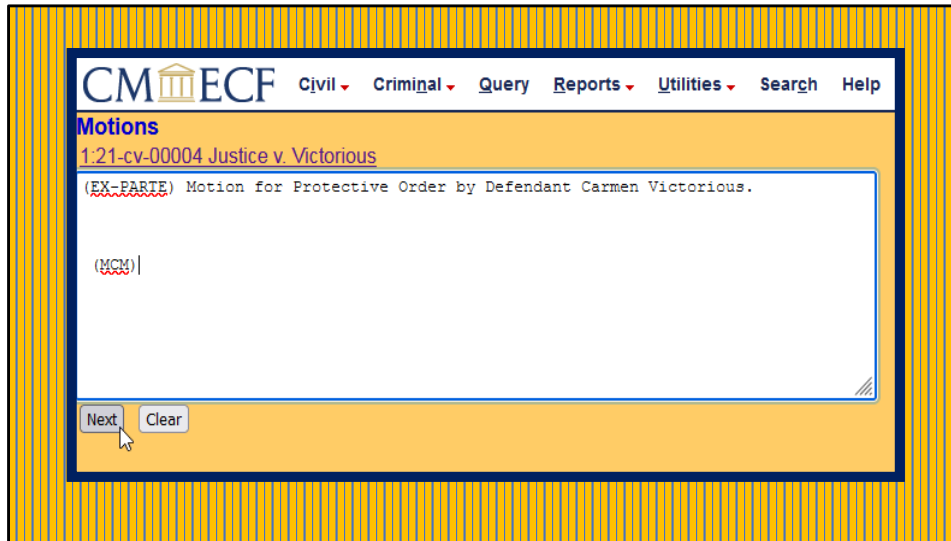 CM ECF Civil Criminal Query Reports Utilities Search Help
Motions
1:21-cv-00004 Justice v. Victorious
(EX-PARTE) Motion for Protective Order by Defendant Carmen Victorious.
(MCM)
Next Clear